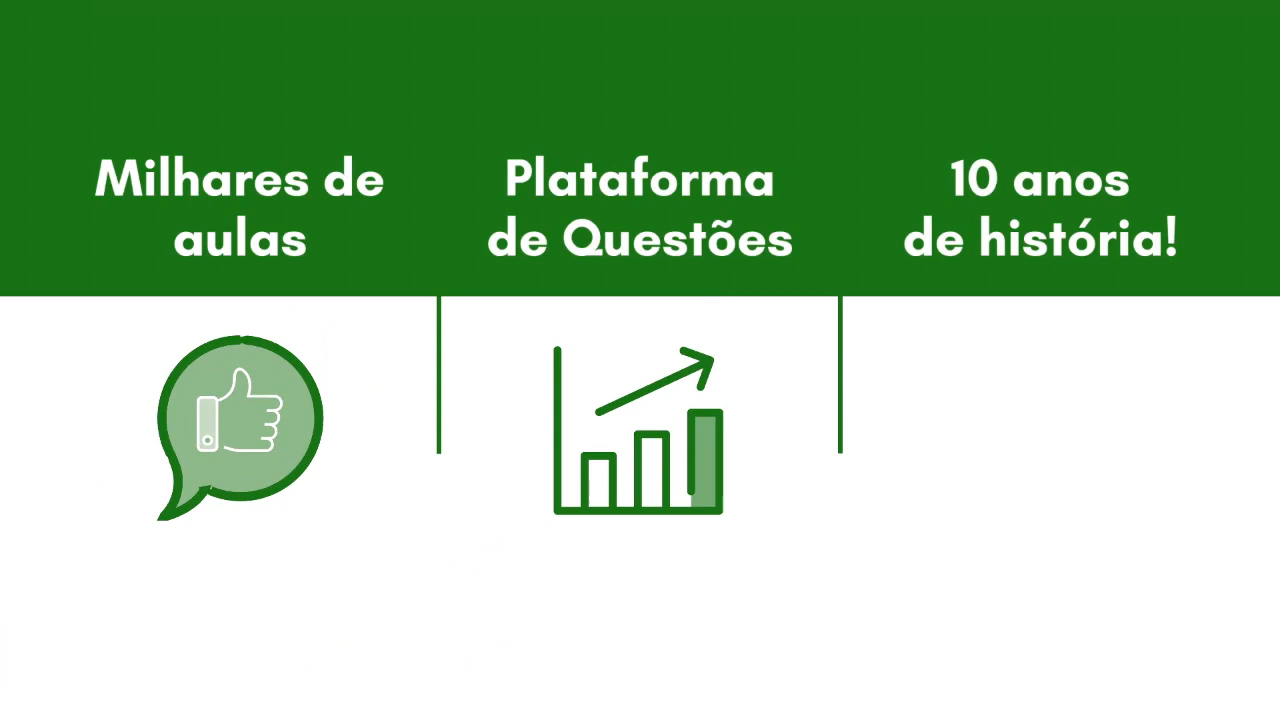 Milhares de
aulas
Plataforma
de Questões
10 anos
de história!